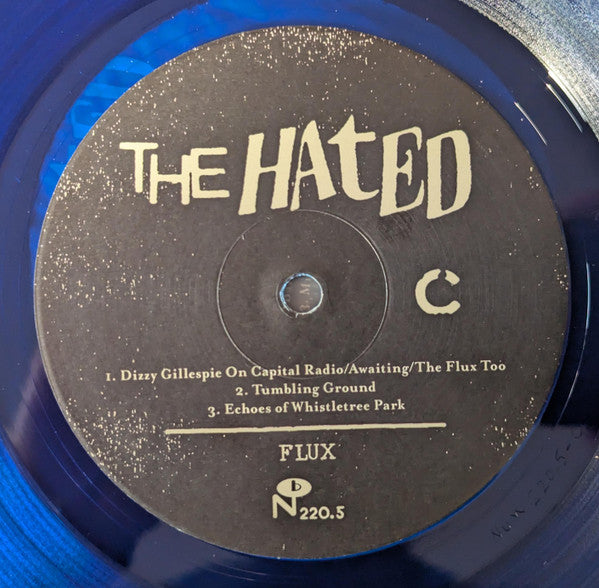 THE HATED
C
1. Dizzy Gillespie On Capital Radio/Awaiting/The Flux Too
2. Tumbling Ground
3. Echoes of Whistletree Park
FLUX
N 220.5